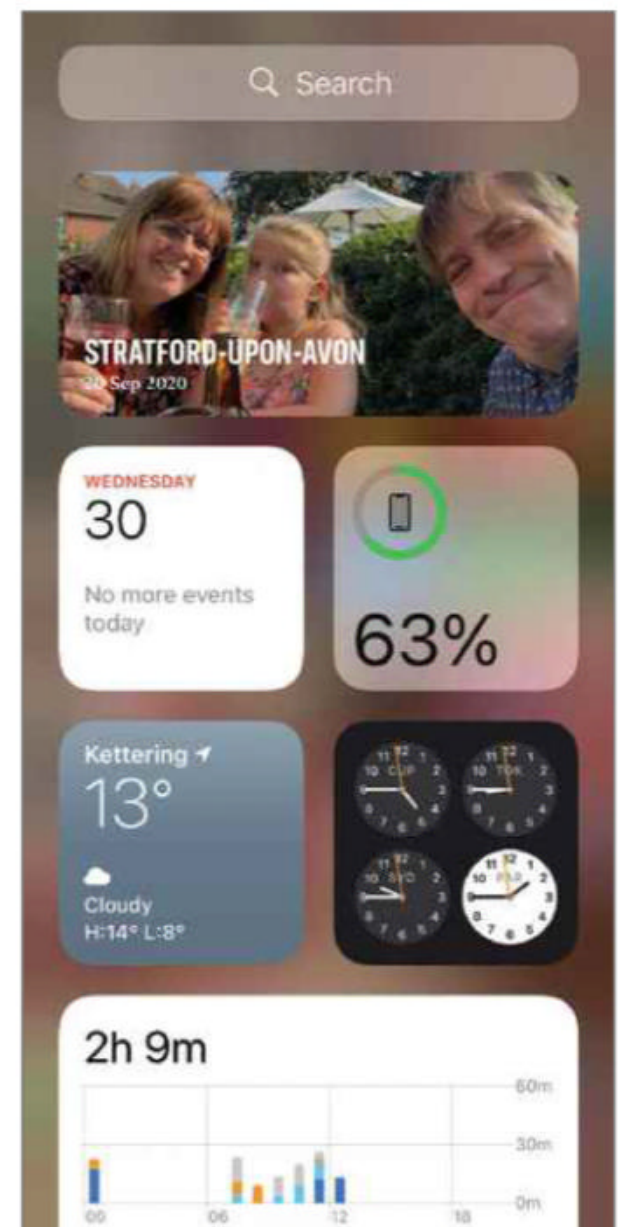 Search
STRATFORD-UPON-AVON
20 Sep 2020
WEDNESDAY
30
No more events
today
63%
Kettering
13°
Cloudy
H:14° L:8°
CUP
TOK
SYD
PAR
2h 9m
60m
30m
0m
00 06 12 18